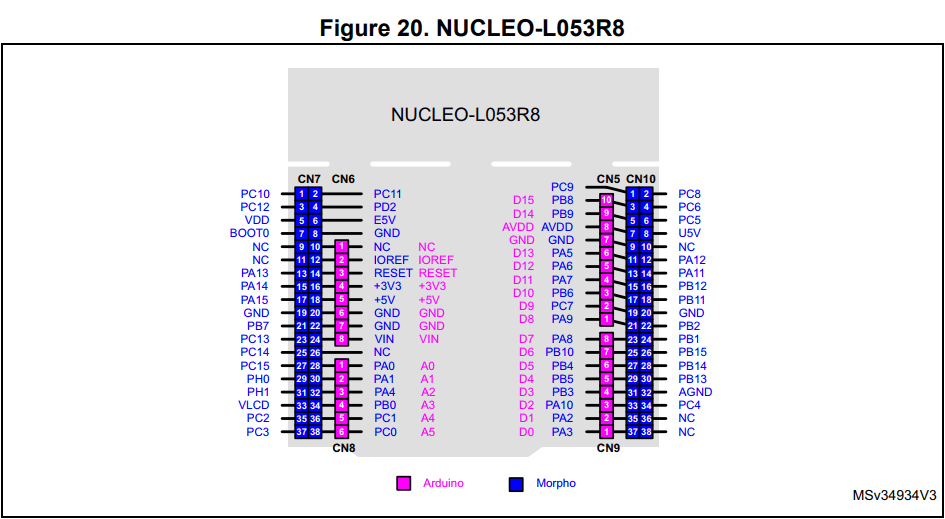 Figure 20. NUCLEO-L053R8
NUCLEO-L053R8
CN7 CN6 CN5 CN10
PC9
PC10 1 2 PC11 1 2 PC8
PC12 3 4 PD2 D15 PB8 10 3 4 PC6
VDD 5 6 E5V D14 PB9 9 5 6 PC5
BOOT0 7 8 GND AVDD AVDD 8 7 8 U5V
NC 9 10 1 NC NC GND GND 7 9 10 NC
NC 11 12 2 IOREF IOREF D13 PA5 6 11 12 PA12
PA13 13 14 3 RESET RESET D12 PA6 5 13 14 PA11
PA14 15 16 4 +3V3 +3V3 D11 PA7 4 15 16 PB12
PA15 17 18 5 +5V +5V D10 PB6 3 17 18 PB11
GND 19 20 6 GND GND D9 PC7 2 19 20 GND
PB7 21 22 7 GND GND D8 PA9 1 21 22 PB2
PC13 23 24 8 VIN VIN D7 PA8 8 23 24 PB1
PC14 25 26 NC D6 PB10 7 25 26 PB15
PC15 27 28 1 PA0 A0 D5 PB4 6 27 28 PB14
PH0 29 30 2 PA1 A1 D4 PB5 5 29 30 PB13
PH1 31 32 3 PA4 A2 D3 PB3 4 31 32 AGND
VLCD 33 34 4 PB0 A3 D2 PA10 3 33 34 PC4
PC2 35 36 5 PC1 A4 D1 PA2 2 35 36 NC
PC3 37 38 6 PC0 A5 D0 PA3 1 37 38 NC
CN8 CN9
Arduino Morpho
MSv34934V3